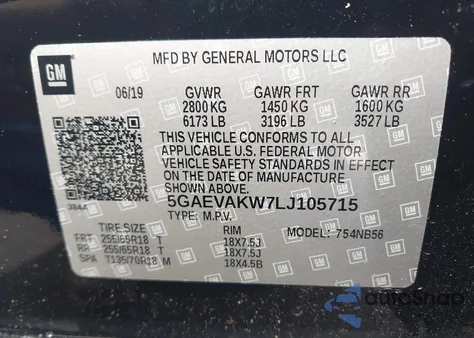 GM
MFD BY GENERAL MOTORS LLC
06/19 GVWR GAWR FRT GAWR RR
2800 KG 1450 KG 1600 KG
6173 LB 3196 LB 3527 LB
THIS VEHICLE CONFORMS TO ALL
APPLICABLE U.S. FEDERAL MOTOR
VEHICLE SAFETY STANDARDS IN EFFECT
ON THE DATE OF MANUFACTURE
SHOWN ABOVE.
5GAEVAKW7LJ105715
3844 TYPE: M.P.V. MODEL: 754NB56
TIRE SIZE RIM
FRT 255/65R18 T 18X7.5J
RR 255/65R18 T 18X7.5J
SPA T135/70R18 M 18X4.5B
autoSnap